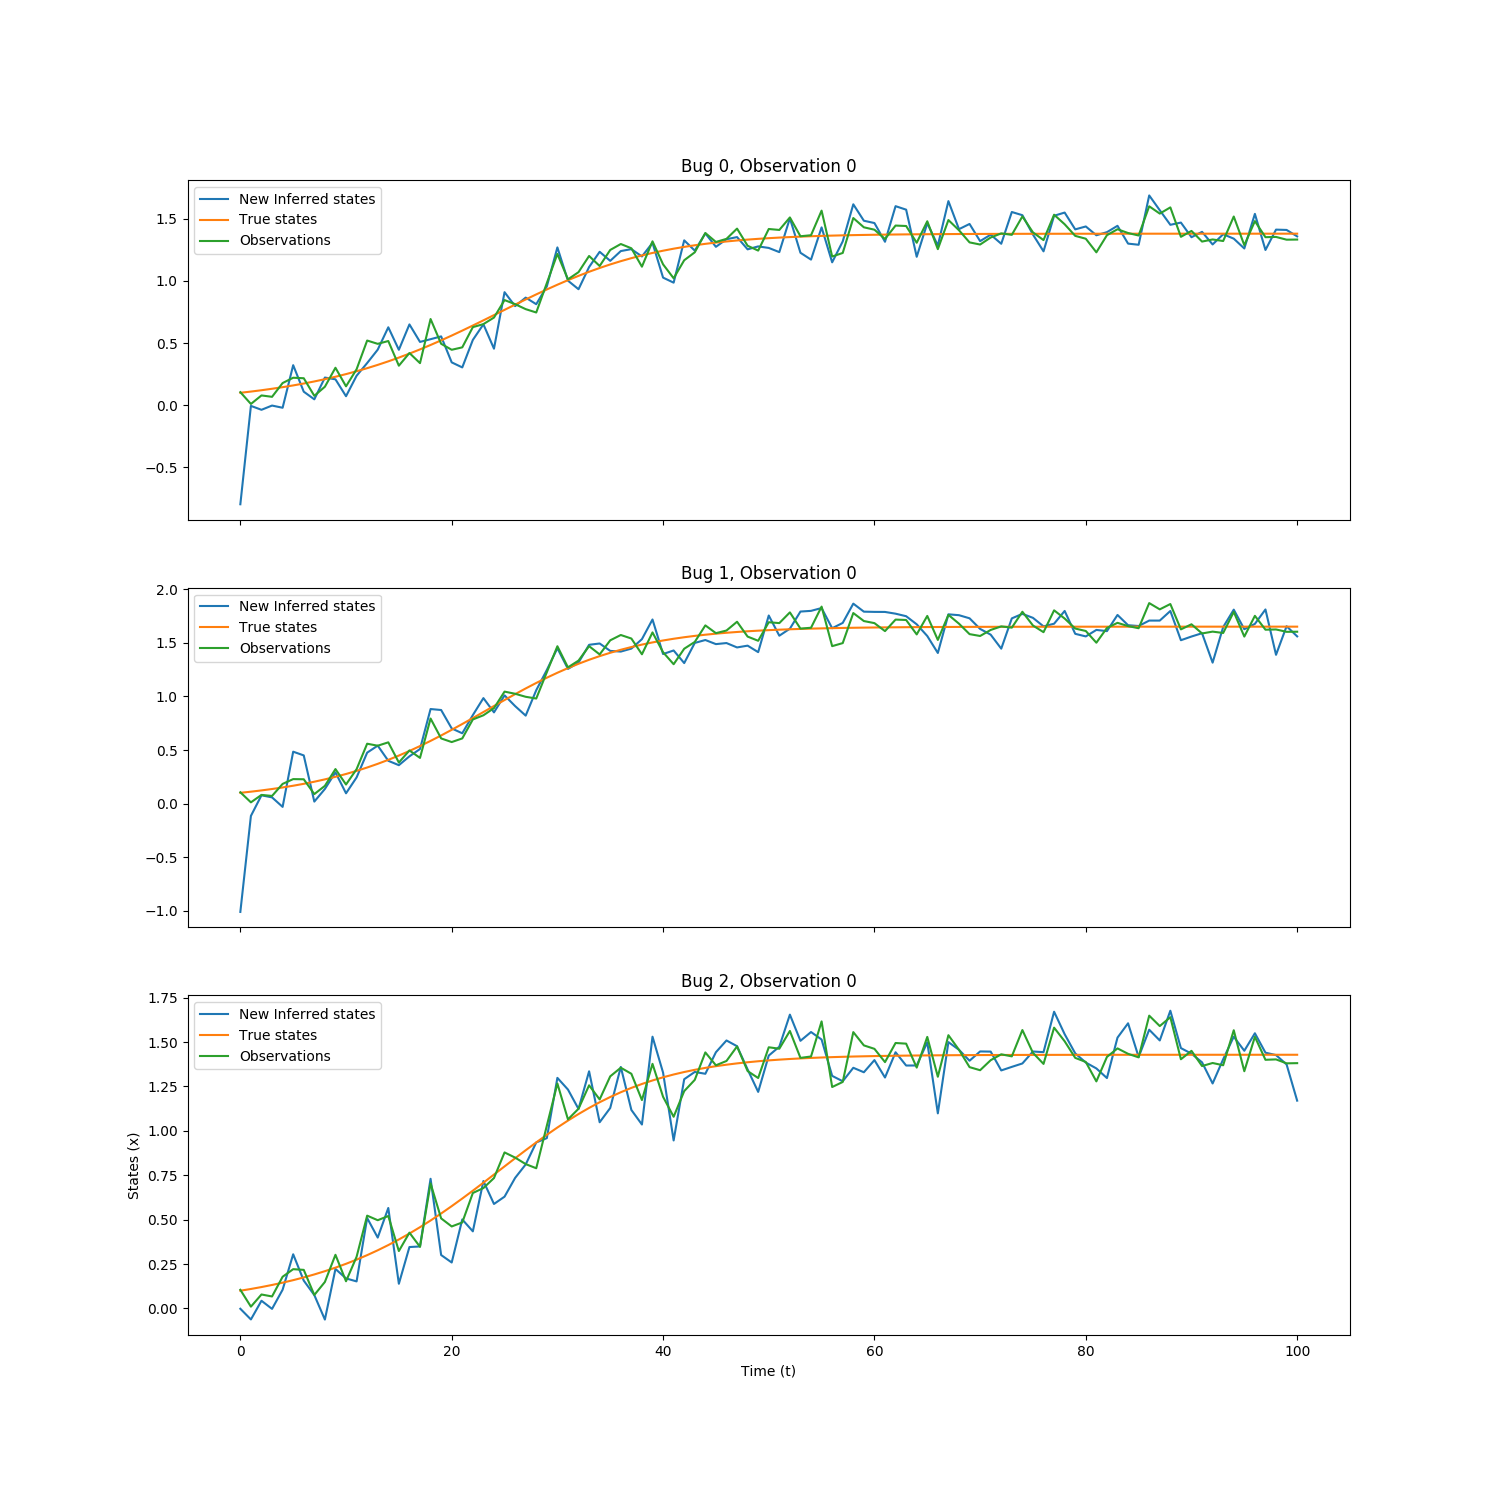 Bug 0, Observation 0
New Inferred states
True states
Observations
1.5
1.0
0.5
0.0
−0.5
Bug 1, Observation 0
New Inferred states
True states
Observations
2.0
1.5
1.0
0.5
0.0
−0.5
−1.0
Bug 2, Observation 0
New Inferred states
True states
Observations
1.75
1.50
1.25
1.00
0.75
0.50
0.25
0.00
States (x)
0 20 40 60 80 100
Time (t)